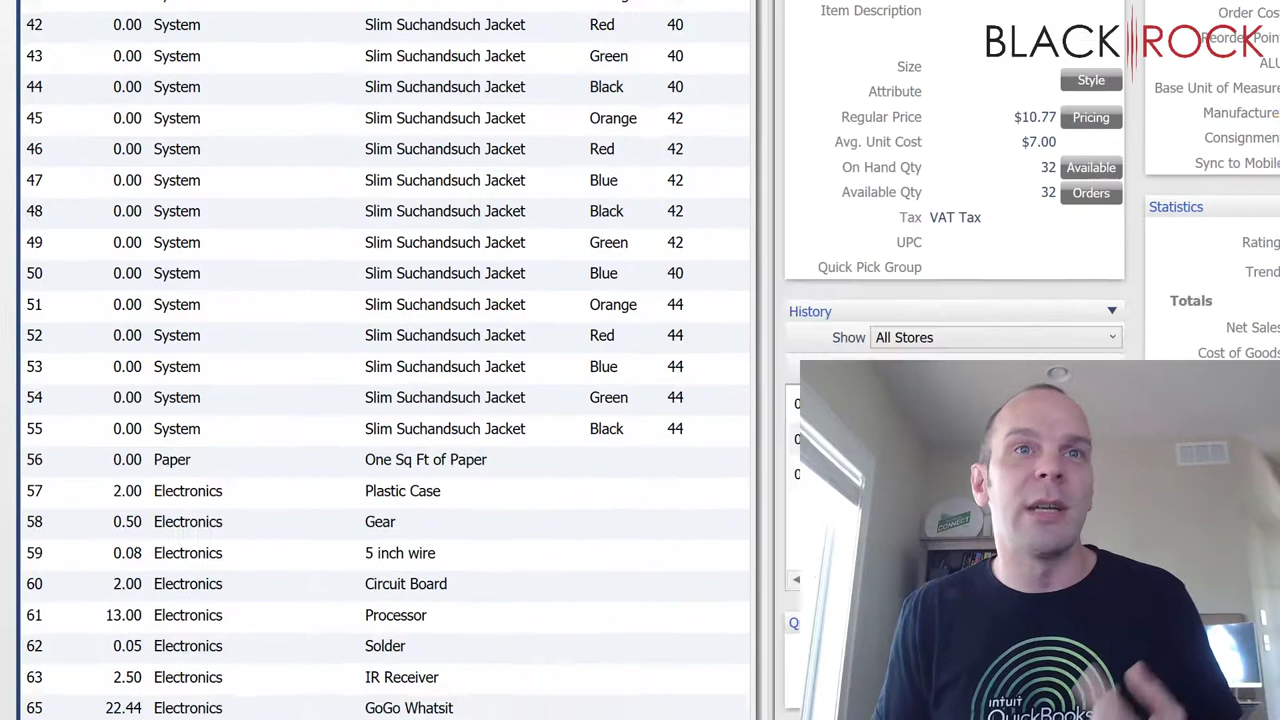 42 0.00 System Slim Suchandsuch Jacket Red 40
43 0.00 System Slim Suchandsuch Jacket Green 40
44 0.00 System Slim Suchandsuch Jacket Black 40
45 0.00 System Slim Suchandsuch Jacket Orange 42
46 0.00 System Slim Suchandsuch Jacket Red 42
47 0.00 System Slim Suchandsuch Jacket Blue 42
48 0.00 System Slim Suchandsuch Jacket Black 42
49 0.00 System Slim Suchandsuch Jacket Green 42
50 0.00 System Slim Suchandsuch Jacket Blue 40
51 0.00 System Slim Suchandsuch Jacket Orange 44
52 0.00 System Slim Suchandsuch Jacket Red 44
53 0.00 System Slim Suchandsuch Jacket Blue 44
54 0.00 System Slim Suchandsuch Jacket Green 44
55 0.00 System Slim Suchandsuch Jacket Black 44
56 0.00 Paper One Sq Ft of Paper
57 2.00 Electronics Plastic Case
58 0.50 Electronics Gear
59 0.08 Electronics 5 inch wire
60 2.00 Electronics Circuit Board
61 13.00 Electronics Processor
62 0.05 Electronics Solder
63 2.50 Electronics IR Receiver
65 22.44 Electronics GoGo Whatsit
Item Description
Size
Style
Attribute
Regular Price $10.77 Pricing
Avg. Unit Cost $7.00
On Hand Qty 32 Available
Available Qty 32 Orders
Tax VAT Tax
UPC
Quick Pick Group
History
Show All Stores
BLACK ROCK
Order Cos
Reorder Poin
ALU
Base Unit of Measure
Manufacture
Consignmen
Sync to Mobile
Statistics
Rating
Trend
Totals
Net Sales
Cost of Goods
CONNECT
intuit
QuickBooks